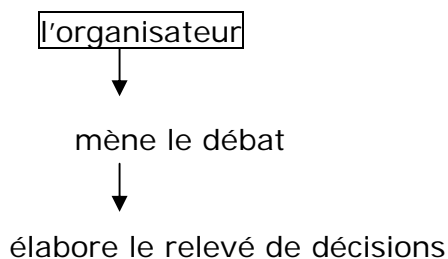 l'organisateur
mène le débat
élabore le relevé de décisions